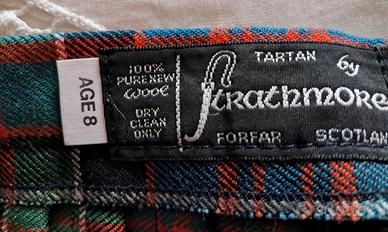 AGE 8
100%
PURE NEW
WOOL
DRY
CLEAN
ONLY
TARTAN by
Strathmore
FORFAR SCOTLAN